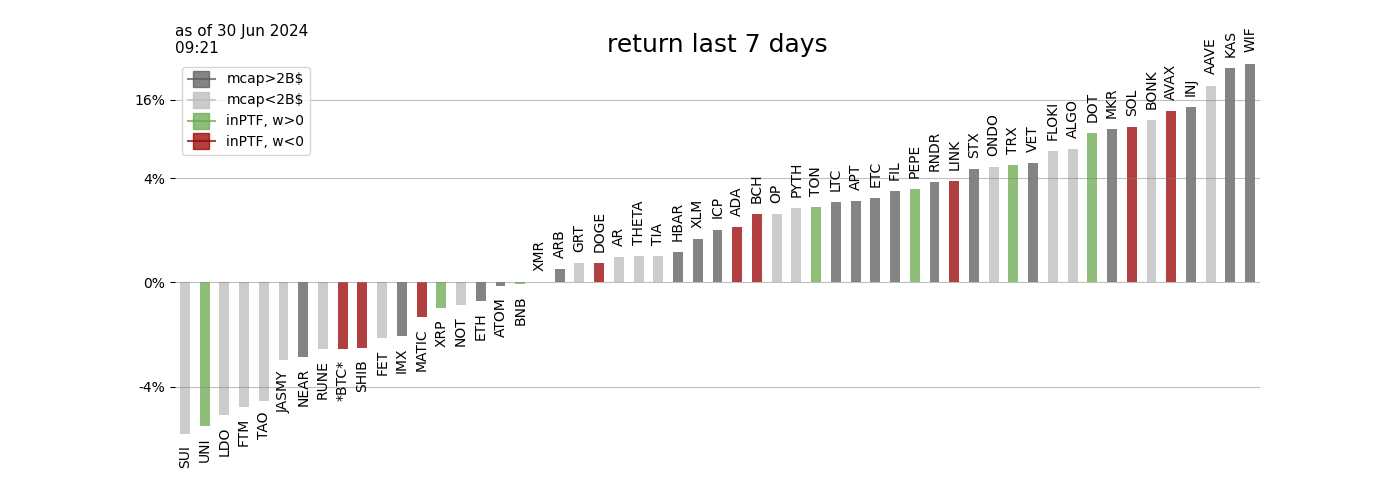 as of 30 Jun 2024
09:21
return last 7 days
mcap>2B$
mcap<2B$
inPTF, w>0
inPTF, w<0
16%
4%
0%
-4%
SUI
UNI
LDO
FTM
TAO
JASMY
NEAR
RUNE
*BTC*
SHIB
FET
IMX
MATIC
XRP
NOT
ETH
ATOM
BNB
XMR
ARB
GRT
DOGE
AR
THETA
TIA
HBAR
XLM
ICP
ADA
BCH
OP
PYTH
TON
LTC
APT
ETC
FIL
PEPE
RNDR
LINK
STX
ONDO
TRX
VET
FLOKI
ALGO
DOT
MKR
SOL
BONK
AVAX
INJ
AAVE
KAS
WIF